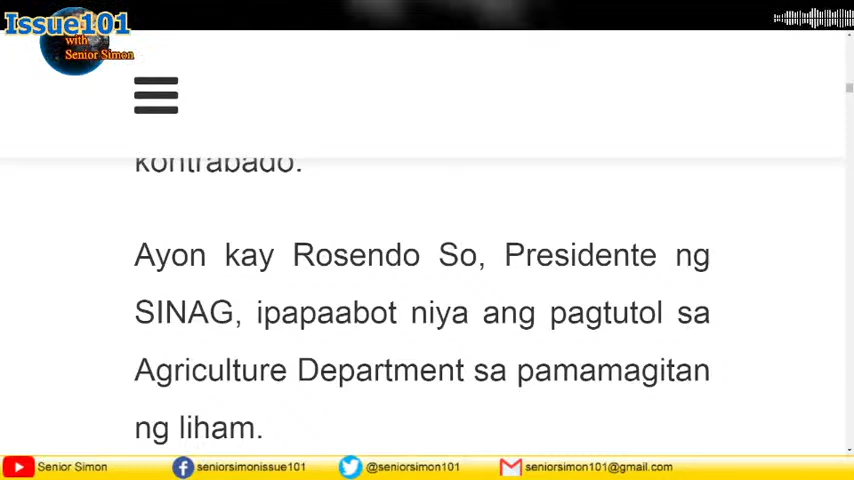 Issue101
with
Senior Simon
kontrabado.
Ayon kay Rosendo So, Presidente ng
SINAG, ipapaabot niya ang pagtutol sa
Agriculture Department sa pamamagitan
ng liham.
Senior Simon
seniorsimonissue101
@seniorsimon101
seniorsimon101@gmail.com